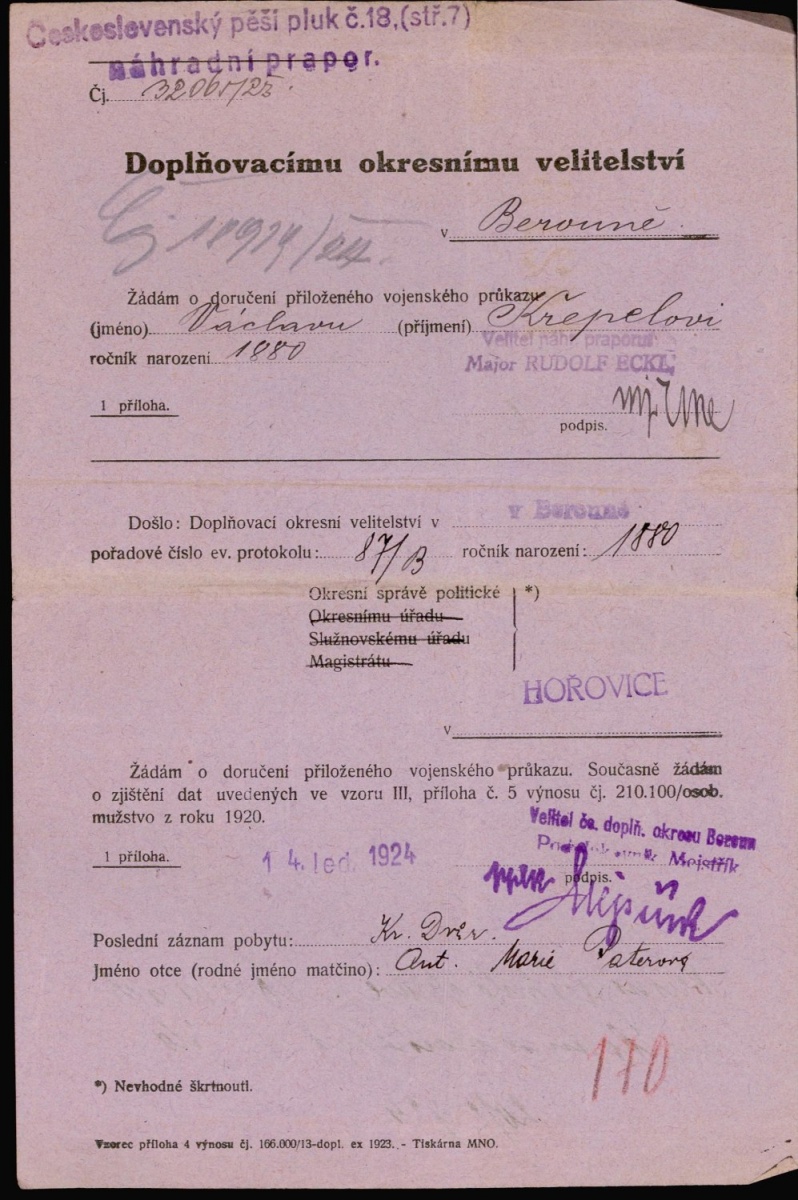 Československý pěší pluk č.18,(stř.7)
náhradní prapor.
Čj. 32061/23.
Doplňovacímu okresnímu velitelství
Čj 18924/24.
v Berouně.
Žádám o doručení přiloženého vojenského průkazu
(jméno) Václavu (příjmení) Křepelovi
ročník narození 1880
Velitel náhr. praporu:
Major RUDOLF ECKL,
1 příloha.
podpis.
Došlo: Doplňovací okresní velitelství v v Berouně
pořadové číslo ev. protokolu: 87/B ročník narození: 1880
Okresní správě politické *)
Okresnímu úřadu
Služnovskému úřadu
Magistrátu
HOŘOVICE
v
Žádám o doručení přiloženého vojenského průkazu. Současně žádám
o zjištění dat uvedených ve vzoru III, příloha č. 5 výnosu čj. 210.100/osob.
mužstvo z roku 1920.
Velitel čs. doplň. okresu Beroun
Mejstřík
1 příloha. 14. led. 1924
podpis.
Poslední záznam pobytu: Kr. Dvůr.
Jméno otce (rodné jméno matčino): Ant. Marie Paterová
170
*) Nevhodné škrtnouti.
Vzorec příloha 4 výnosu čj. 166.000/13-dopl. ex 1923. - Tiskárna MNO.